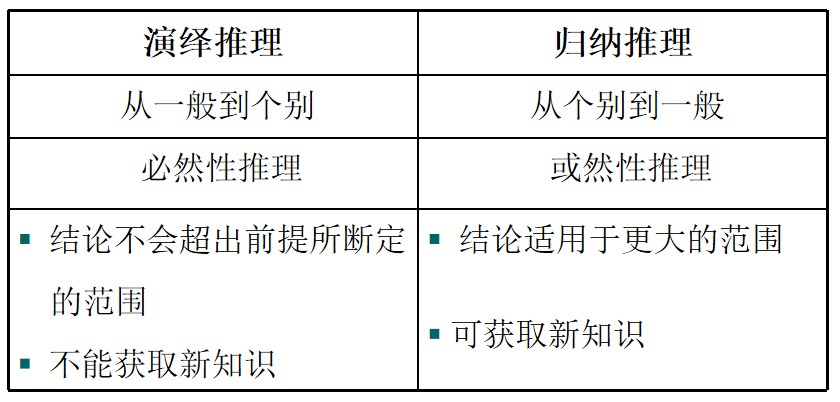 演绎推理
归纳推理
从一般到个别
从个别到一般
必然性推理
或然性推理
▪ 结论不会超出前提所断定
的范围
▪ 不能获取新知识
▪ 结论适用于更大的范围
▪ 可获取新知识